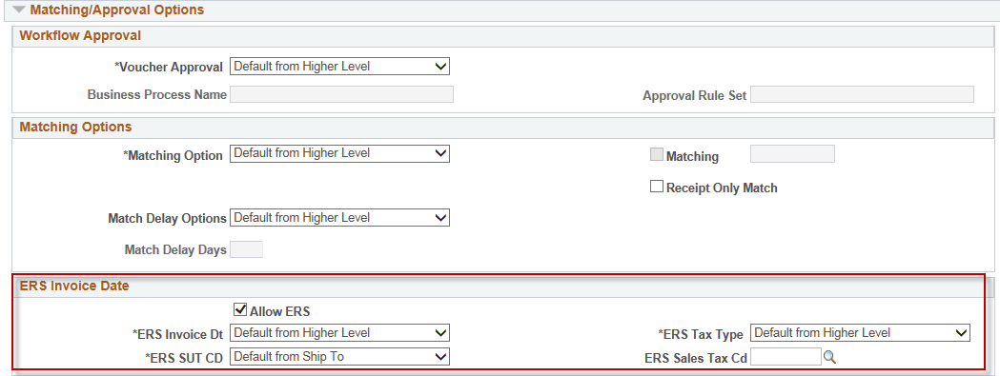 Matching/Approval Options
Workflow Approval
*Voucher Approval Default from Higher Level
Business Process Name Approval Rule Set
Matching Options
*Matching Option Default from Higher Level Matching
Receipt Only Match
Match Delay Options Default from Higher Level
Match Delay Days
ERS Invoice Date
Allow ERS
*ERS Invoice Dt Default from Higher Level *ERS Tax Type Default from Higher Level
*ERS SUT CD Default from Ship To ERS Sales Tax Cd